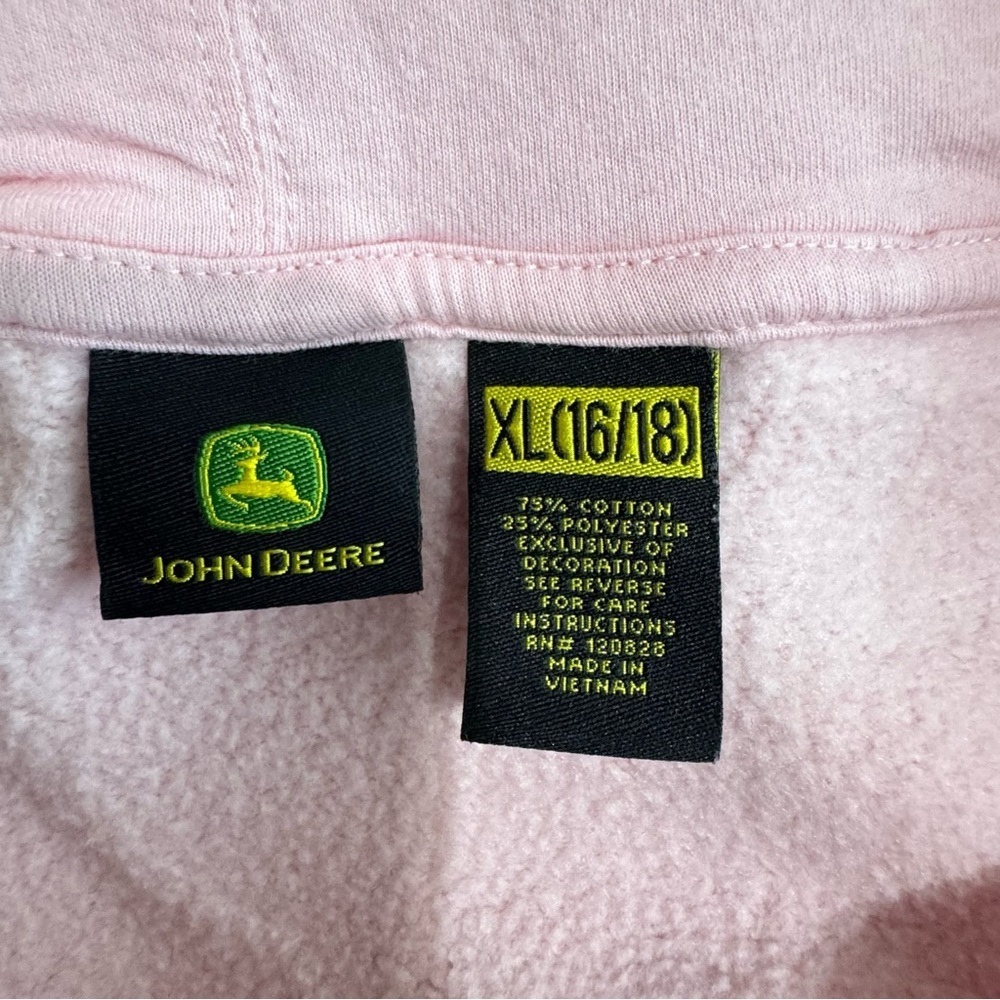 JOHN DEERE
XL(16/18)
75% COTTON
25% POLYESTER
EXCLUSIVE OF
DECORATION
SEE REVERSE
FOR CARE
INSTRUCTIONS
RN# 120828
MADE IN
VIETNAM